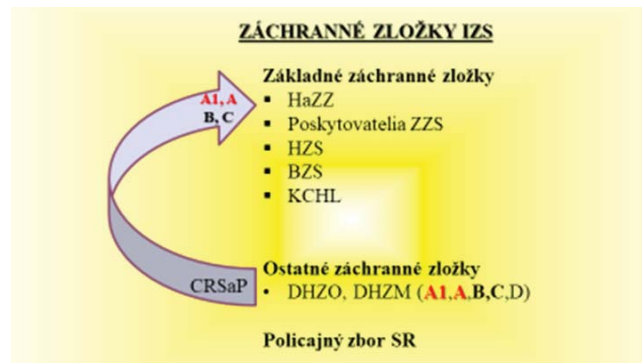 ZÁCHRANNÉ ZLOŽKY IZS
Základné záchranné zložky
A1, A
B, C
▪ HaZZ
▪ Poskytovatelia ZZS
▪ HZS
▪ BZS
▪ KCHL
Ostatné záchranné zložky
CRSaP
• DHZO, DHZM (A1,A,B,C,D)
Policajný zbor SR